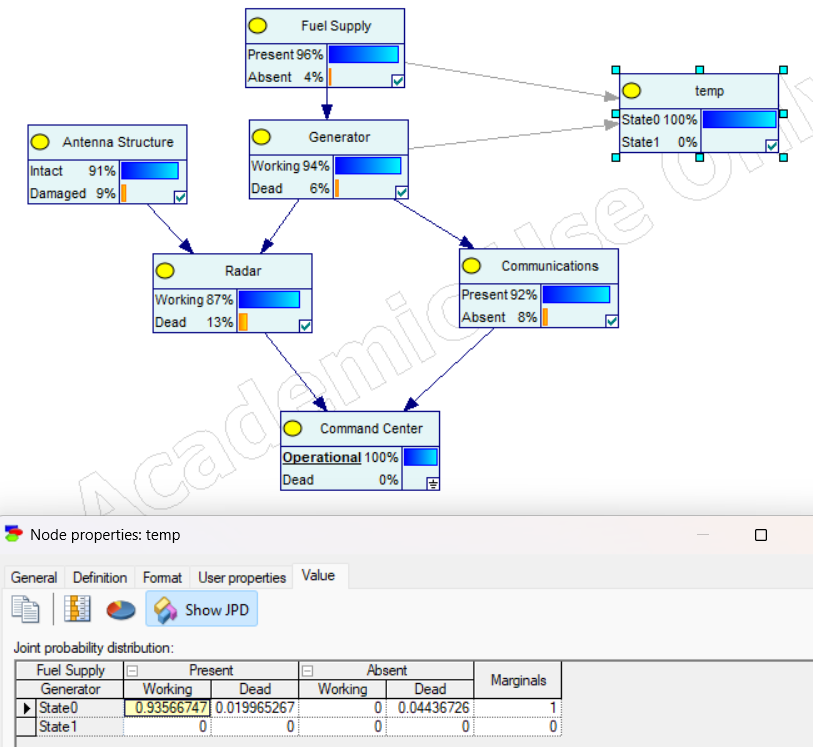 Fuel Supply
Present 96%
Absent 4%
temp
State0 100%
State1 0%
Antenna Structure
Intact 91%
Damaged 9%
Generator
Working 94%
Dead 6%
Radar
Working 87%
Dead 13%
Communications
Present 92%
Absent 8%
Command Center
Operational 100%
Dead 0%
Academic Use Only
Node properties: temp
General Definition Format User properties Value
Show JPD
Joint probability distribution:
Fuel Supply Present Absent Marginals
Generator Working Dead Working Dead
State0 0.93566747 0.019965267 0 0.04436726 1
State1 0 0 0 0 0